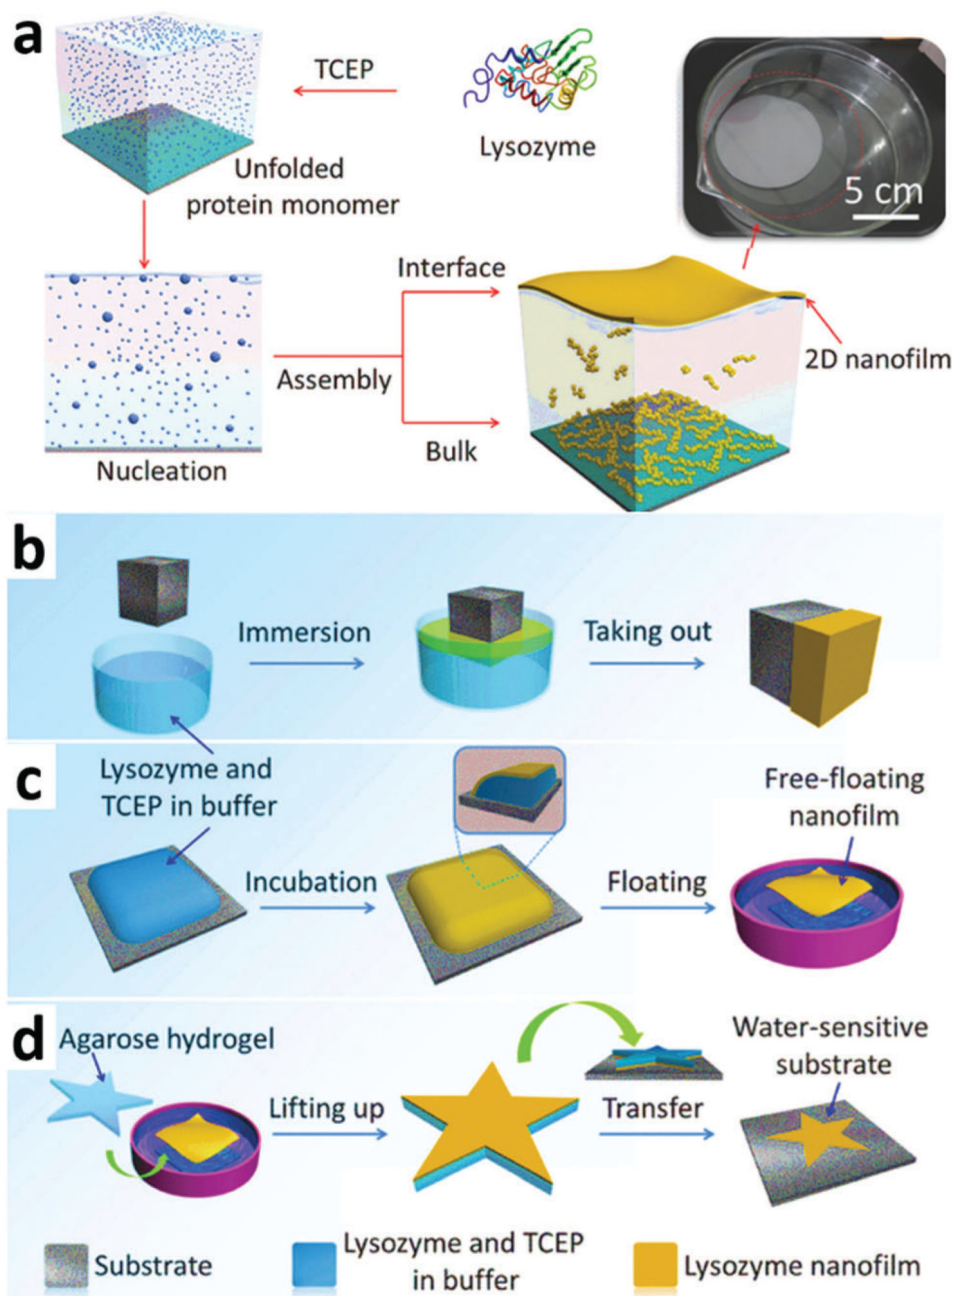 a
TCEP
Lysozyme
Unfolded
protein monomer
5 cm
Interface
Assembly
2D nanofilm
Bulk
Nucleation
b
Immersion
Taking out
Lysozyme and
TCEP in buffer
c
Free-floating
nanofilm
Incubation
Floating
d
Agarose hydrogel
Water-sensitive
substrate
Lifting up
Transfer
Substrate
Lysozyme and TCEP
in buffer
Lysozyme nanofilm